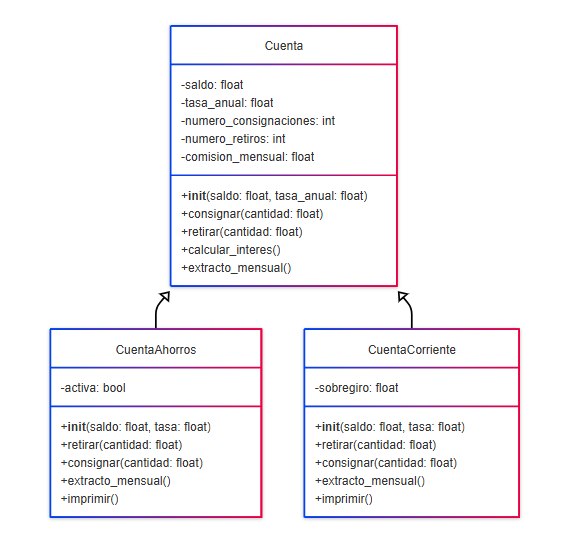 Cuenta
-saldo: float
-tasa_anual: float
-numero_consignaciones: int
-numero_retiros: int
-comision_mensual: float
+init(saldo: float, tasa_anual: float)
+consignar(cantidad: float)
+retirar(cantidad: float)
+calcular_interes()
+extracto_mensual()
CuentaAhorros
-activa: bool
+init(saldo: float, tasa: float)
+retirar(cantidad: float)
+consignar(cantidad: float)
+extracto_mensual()
+imprimir()
CuentaCorriente
-sobregiro: float
+init(saldo: float, tasa: float)
+retirar(cantidad: float)
+consignar(cantidad: float)
+extracto_mensual()
+imprimir()